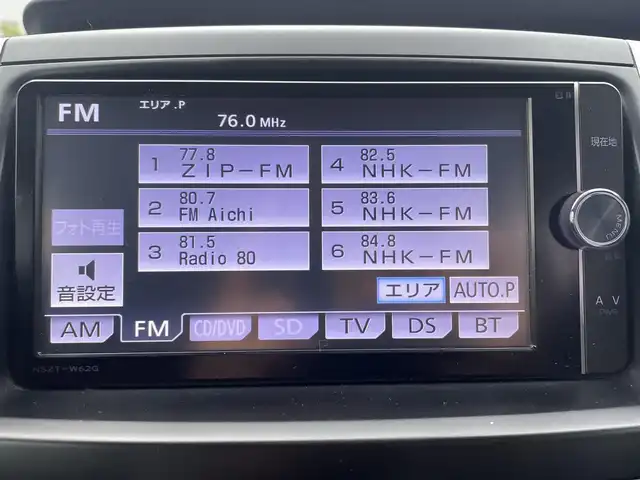 FM エリア.P
76.0 MHz
1 77.8 ZIP-FM
4 82.5 NHK-FM
2 80.7 FM Aichi
5 83.6 NHK-FM
3 81.5 Radio 80
6 84.8 NHK-FM
フォト再生
音設定
エリア AUTO.P
AM FM CD/DVD SD TV DS BT
NSZT-W62G
現在地
MENU
A V